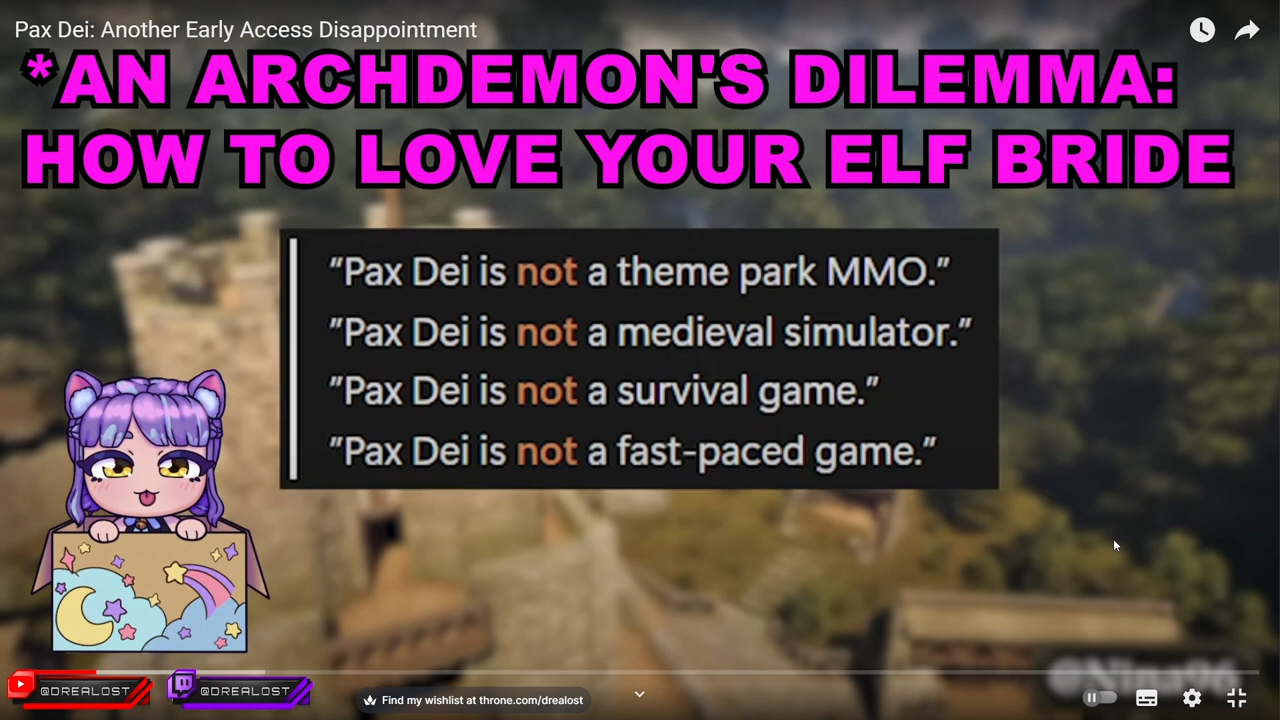 Pax Dei: Another Early Access Disappointment
*AN ARCHDEMON'S DILEMMA:
HOW TO LOVE YOUR ELF BRIDE
"Pax Dei is not a theme park MMO."
"Pax Dei is not a medieval simulator."
"Pax Dei is not a survival game."
"Pax Dei is not a fast-paced game."
@DREALOST
@DREALOST
Find my wishlist at throne.com/drealost